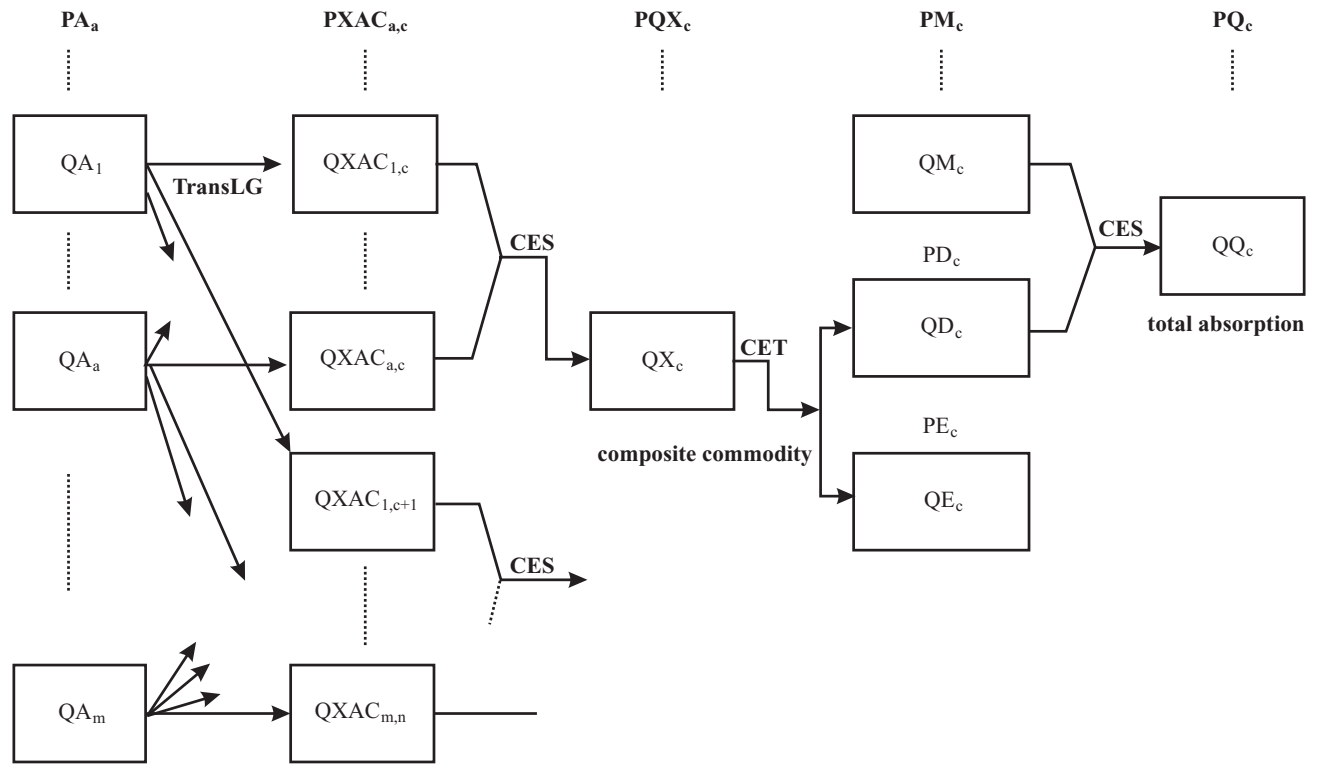 PAa PXACa,c PQXc PMc PQc
QA1 QXAC1,c QMc
TransLG
CES CES
QQc
PDc
QAa QXACa,c QXc CET QDc total absorption
PEc
composite commodity
QXAC1,c+1 QEc
CES
QAm QXACm,n